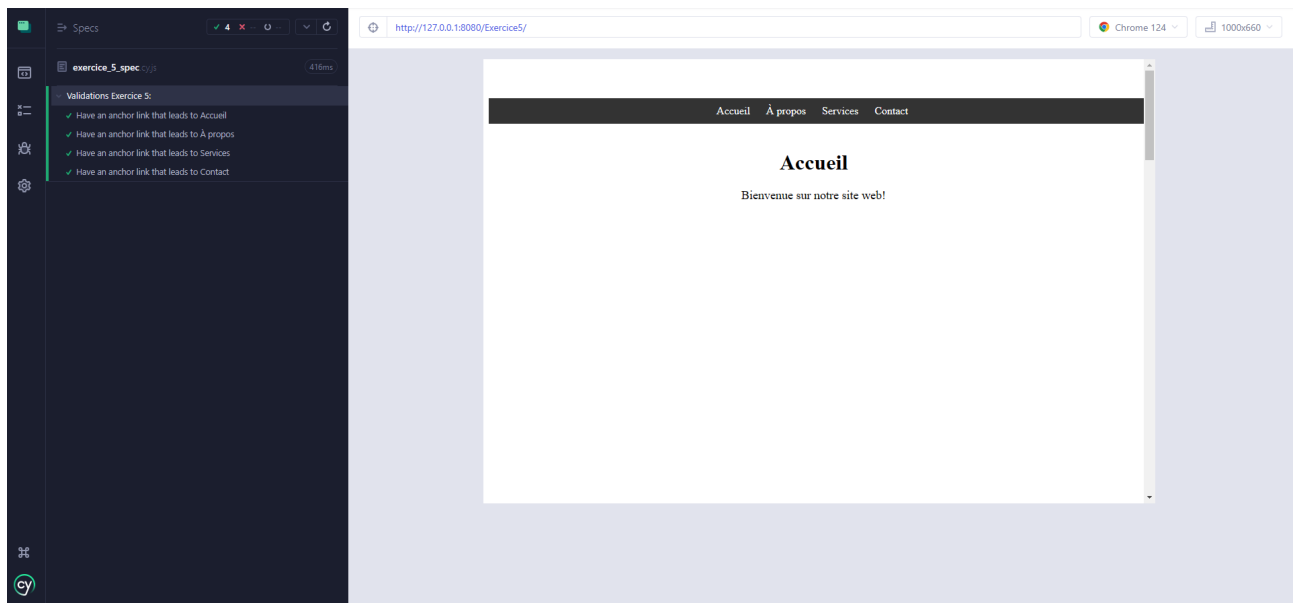 Specs
4
--
--
http://127.0.0.1:8080/Exercice5/
Chrome 124
1000x660
exercice_5_spec.cy.js
416ms
Validations Exercice 5:
Have an anchor link that leads to Accueil
Have an anchor link that leads to À propos
Have an anchor link that leads to Services
Have an anchor link that leads to Contact
Accueil À propos Services Contact
Accueil
Bienvenue sur notre site web!
cy